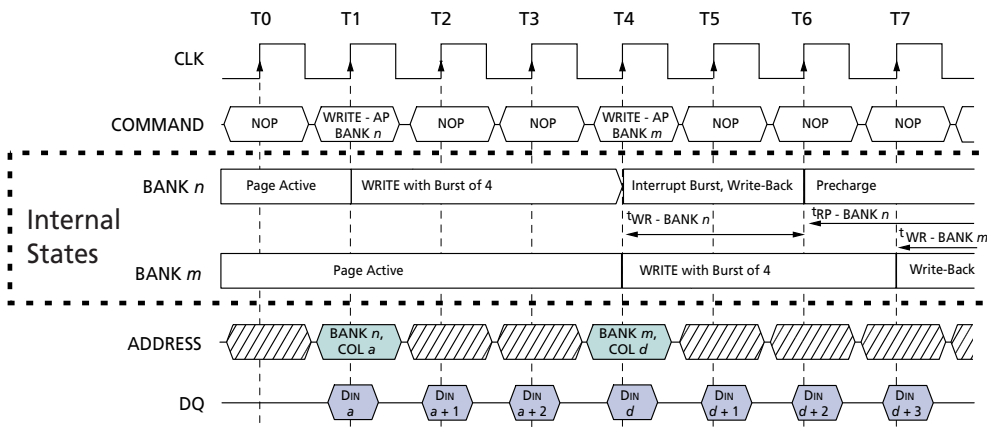 T0 T1 T2 T3 T4 T5 T6 T7
CLK
COMMAND NOP WRITE - AP BANK n NOP NOP WRITE - AP BANK m NOP NOP NOP
Internal States
BANK n Page Active WRITE with Burst of 4 Interrupt Burst, Write-Back Precharge
tWR - BANK n tRP - BANK n
tWR - BANK m
BANK m Page Active WRITE with Burst of 4 Write-Back
ADDRESS BANK n, COL a BANK m, COL d
DQ DIN a DIN a + 1 DIN a + 2 DIN d DIN d + 1 DIN d + 2 DIN d + 3